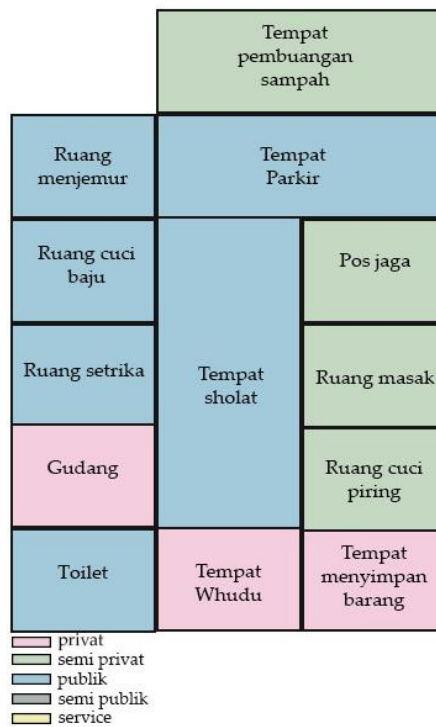 Tempat
pembuangan
sampah
Ruang
menjemur
Tempat
Parkir
Ruang cuci
baju
Pos jaga
Ruang setrika
Tempat
sholat
Ruang masak
Gudang
Ruang cuci
piring
Toilet
Tempat
Whudu
Tempat
menyimpan
barang
privat
semi privat
publik
semi publik
service